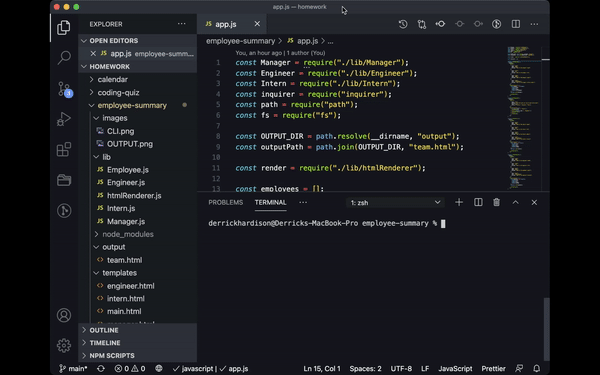 app.js — homework
EXPLORER
OPEN EDITORS
app.js employee-summ...
HOMEWORK
calendar
coding-quiz
employee-summary
images
CLI.png
OUTPUT.png
lib
Employee.js
Engineer.js
htmlRenderer.js
Intern.js
Manager.js
node_modules
output
team.html
templates
engineer.html
intern.html
main.html
OUTLINE
TIMELINE
NPM SCRIPTS
JS app.js
employee-summary > JS app.js > ...
You, an hour ago | 1 author (You)
1 const Manager = require("./lib/Manager");
2 const Engineer = require("./lib/Engineer");
3 const Intern = require("./lib/Intern");
4 const inquirer = require("inquirer");
5 const path = require("path");
6 const fs = require("fs");
7
8 const OUTPUT_DIR = path.resolve(__dirname, "output");
9 const outputPath = path.join(OUTPUT_DIR, "team.html");
10
11 const render = require("./lib/htmlRenderer");
12
13 const employees = [];
PROBLEMS TERMINAL ... 1: zsh
derrickhardison@Derricks-MacBook-Pro employee-summary %
main* 0 0 javascript | app.js Ln 15, Col 1 Spaces: 2 UTF-8 LF JavaScript Prettier